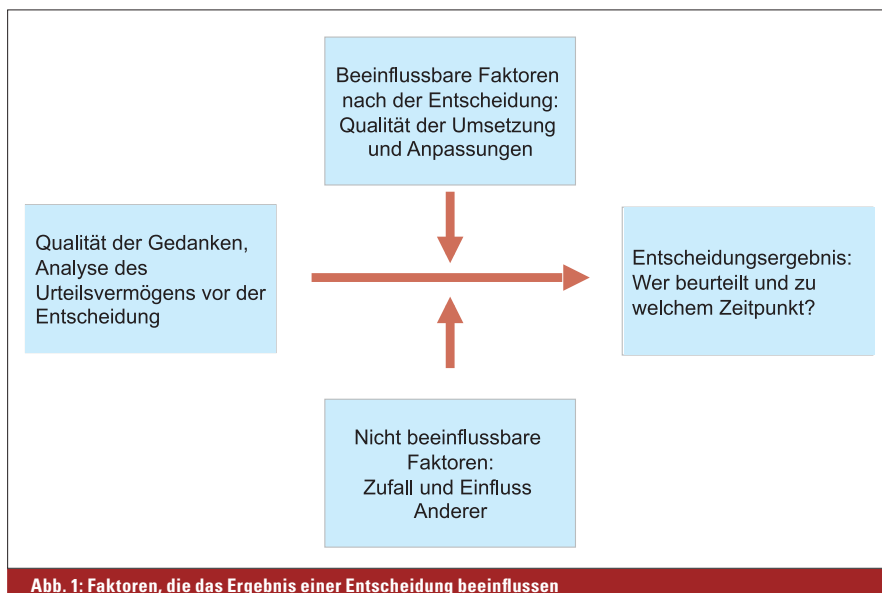 Beeinflussbare Faktoren
nach der Entscheidung:
Qualität der Umsetzung
und Anpassungen
Qualität der Gedanken,
Analyse des
Urteilsvermögens vor der
Entscheidung
Entscheidungsergebnis:
Wer beurteilt und zu
welchem Zeitpunkt?
Nicht beeinflussbare
Faktoren:
Zufall und Einfluss
Anderer
Abb. 1: Faktoren, die das Ergebnis einer Entscheidung beeinflussen